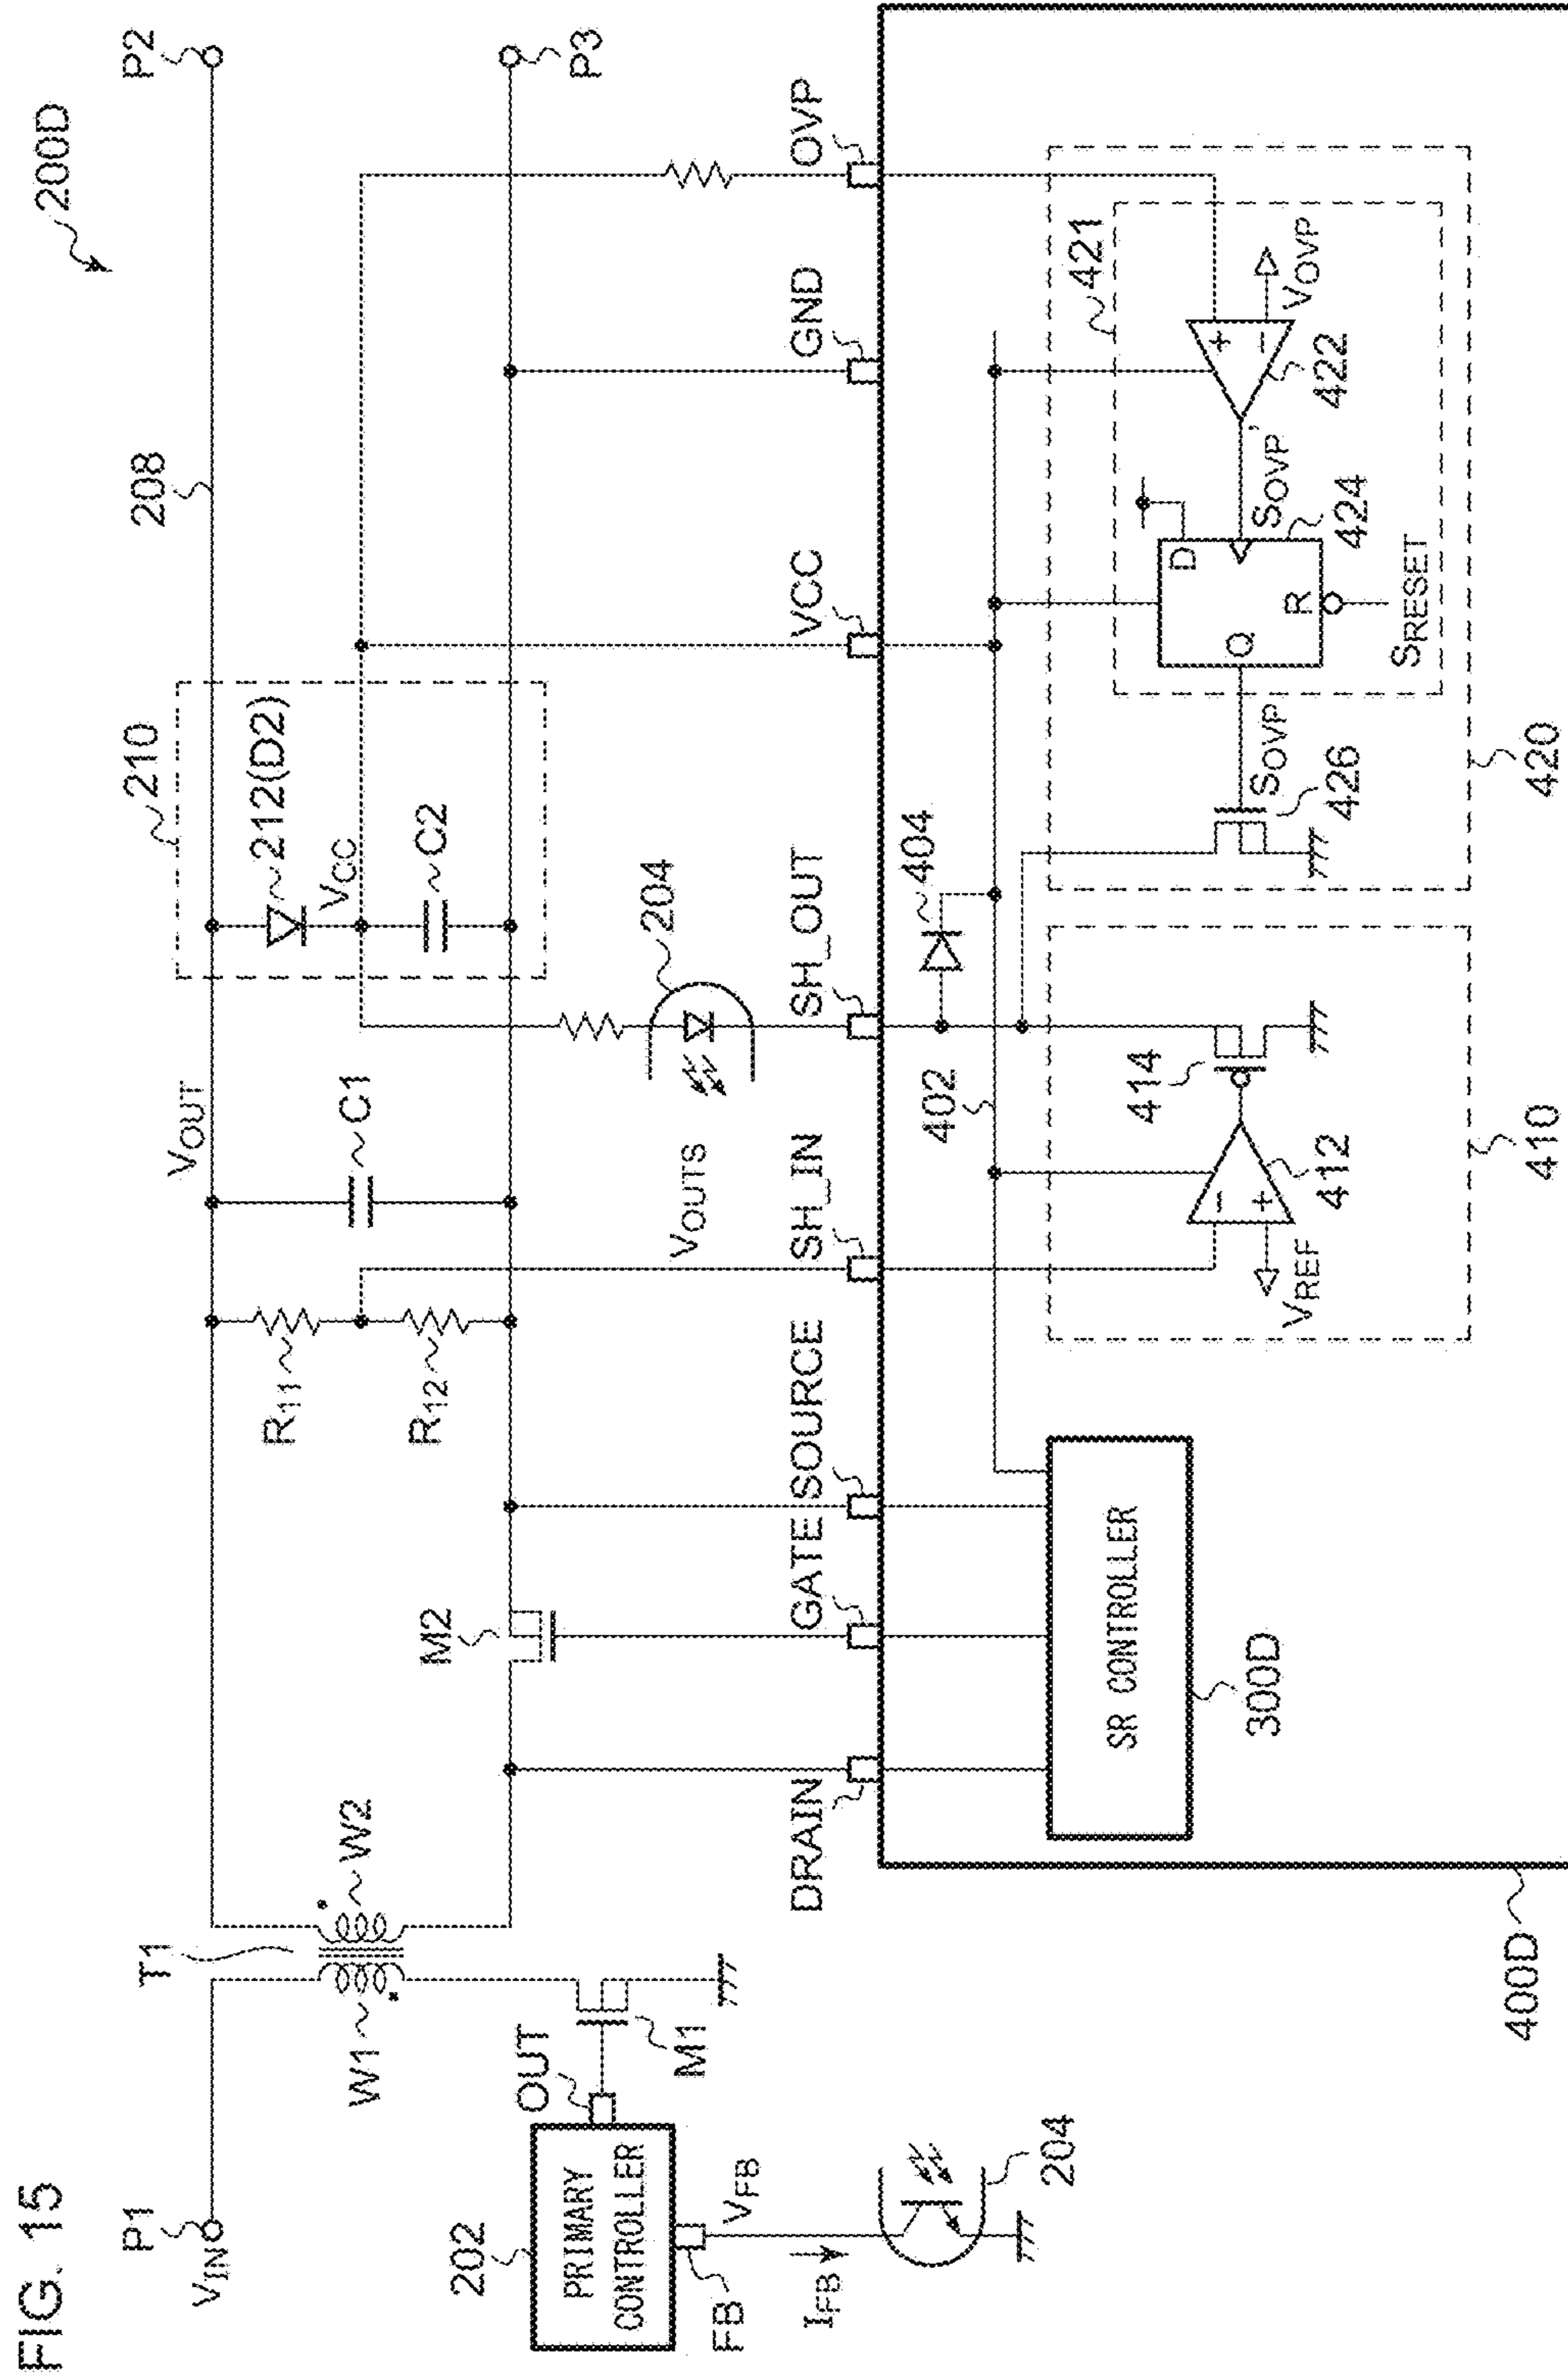 FIG. 15
200D
P1
VIN
T1
W1
W2
VOUT
208
P2
P3
210
212(D2)
VCC
C2
C1
R11
R12
M2
M1
OUT
202
PRIMARY
CONTROLLER
FB
VFB
IFB
204
VOUTS
204
DRAIN
GATE
SOURCE
SH_IN
SH_OUT
VCC
GND
OVP
402
404
SR CONTROLLER
300D
VREF
-
+
412
414
410
SOVP
426
Q
D
R
SRESET
424
SOVP'
421
+
-
422
VOVP
420
400D